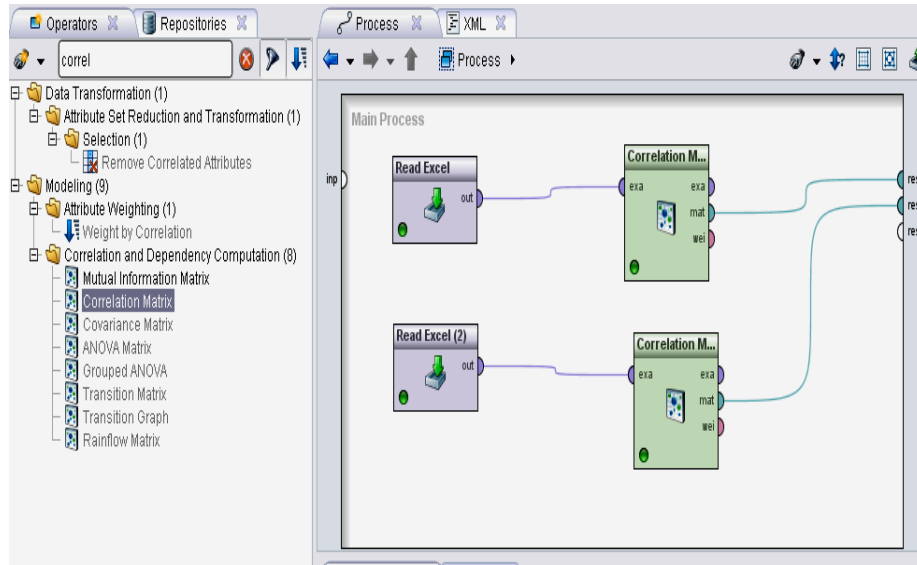 Operators
Repositories
correl
Data Transformation (1)
Attribute Set Reduction and Transformation (1)
Selection (1)
Remove Correlated Attributes
Modeling (9)
Attribute Weighting (1)
Weight by Correlation
Correlation and Dependency Computation (8)
Mutual Information Matrix
Correlation Matrix
Covariance Matrix
ANOVA Matrix
Grouped ANOVA
Transition Matrix
Transition Graph
Rainflow Matrix
Process
XML
Process
Main Process
inp
Read Excel
out
Correlation M...
exa
exa
mat
wei
res
res
res
Read Excel (2)
out
Correlation M...
exa
exa
mat
wei